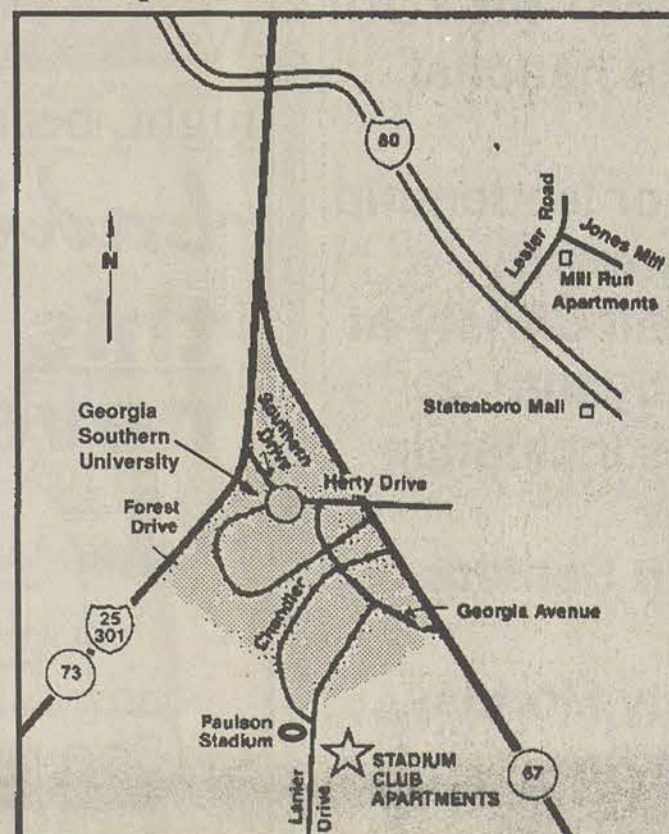 80
Lester Road
Jones Mill
Mill Run
Apartments
N
Statesboro Mall
Georgia
Southern
University
Southern
Drive
Herty Drive
Forest
Drive
Chandler
Georgia Avenue
25
301
73
Paulson
Stadium
STADIUM
CLUB
APARTMENTS
67
Lanier
Drive